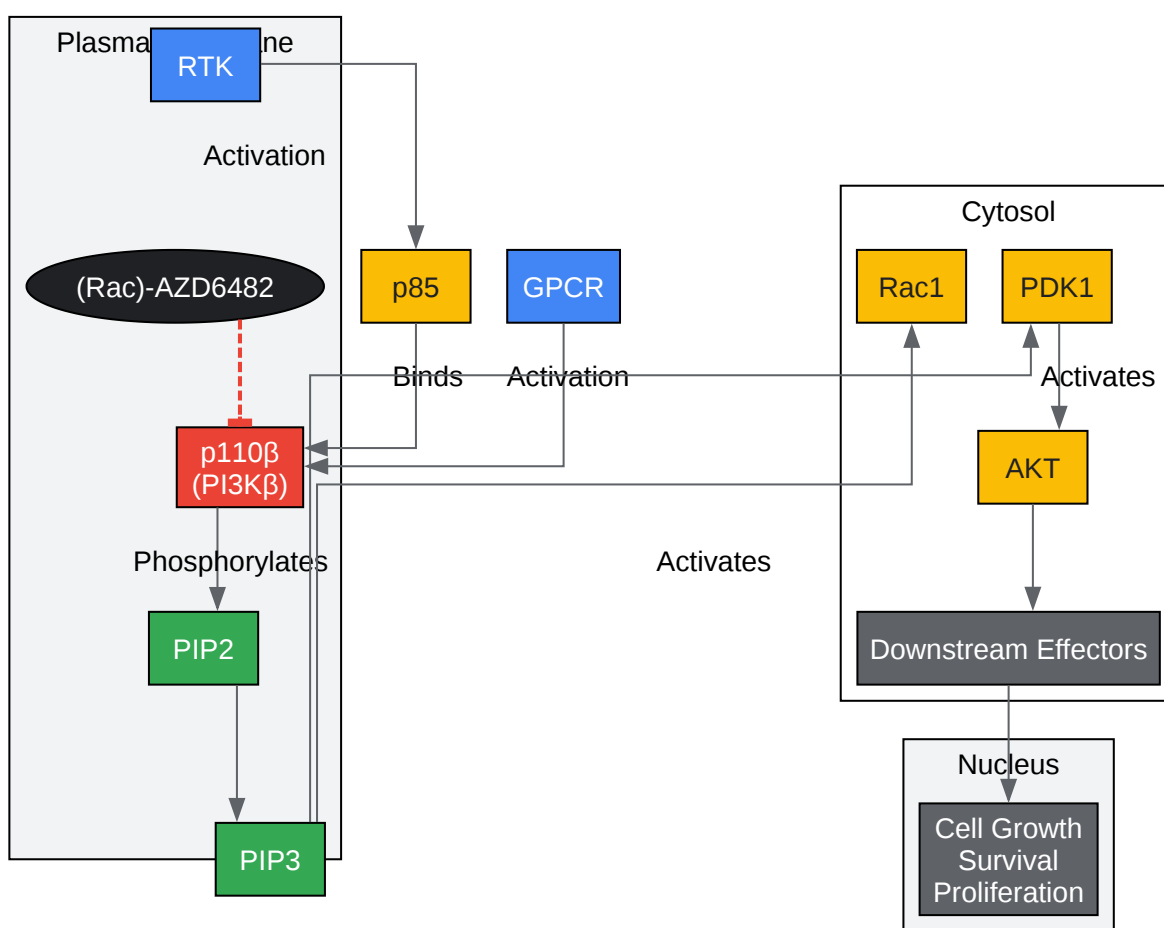 Plasma ane
RTK
Activation
Cytosol
(Rac)-AZD6482
p85
GPCR
Rac1
PDK1
Binds
Activation
Activates
p110β
(PI3Kβ)
AKT
Phosphorylates
Activates
PIP2
Downstream Effectors
Nucleus
PIP3
Cell Growth
Survival
Proliferation